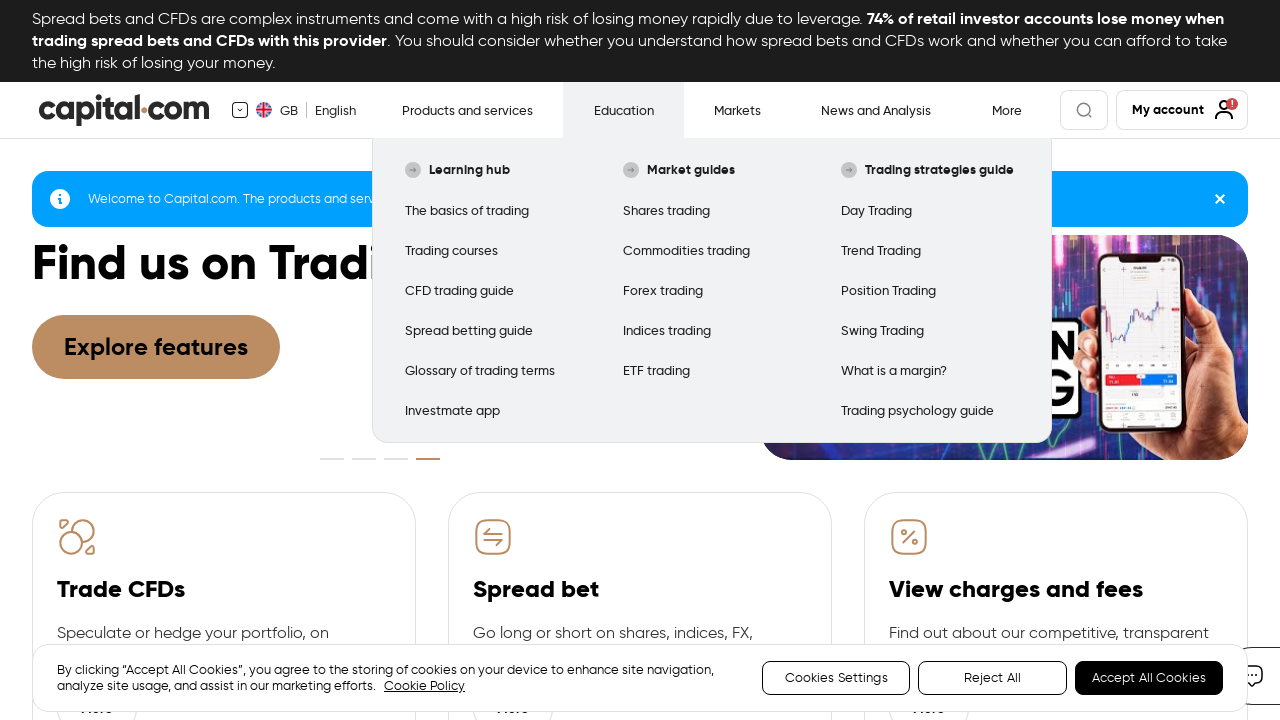 Spread bets and CFDs are complex instruments and come with a high risk of losing money rapidly due to leverage. 74% of retail investor accounts lose money when
trading spread bets and CFDs with this provider. You should consider whether you understand how spread bets and CFDs work and whether you can afford to take
the high risk of losing your money.
capital.com
GB
English
Products and services
Education
Markets
News and Analysis
More
My account
Learning hub
The basics of trading
Trading courses
CFD trading guide
Spread betting guide
Glossary of trading terms
Investmate app
Market guides
Shares trading
Commodities trading
Forex trading
Indices trading
ETF trading
Trading strategies guide
Day Trading
Trend Trading
Position Trading
Swing Trading
What is a margin?
Trading psychology guide
Welcome to Capital.com. The products and
Find us on
Explore features
Trade CFDs
Speculate or hedge your portfolio, on
Spread bet
Go long or short on shares, indices, FX,
View charges and fees
Find out about our competitive, transparent
By clicking “Accept All Cookies”, you agree to the storing of cookies on your device to enhance site navigation,
analyze site usage, and assist in our marketing efforts. Cookie Policy
Cookies Settings
Reject All
Accept All Cookies